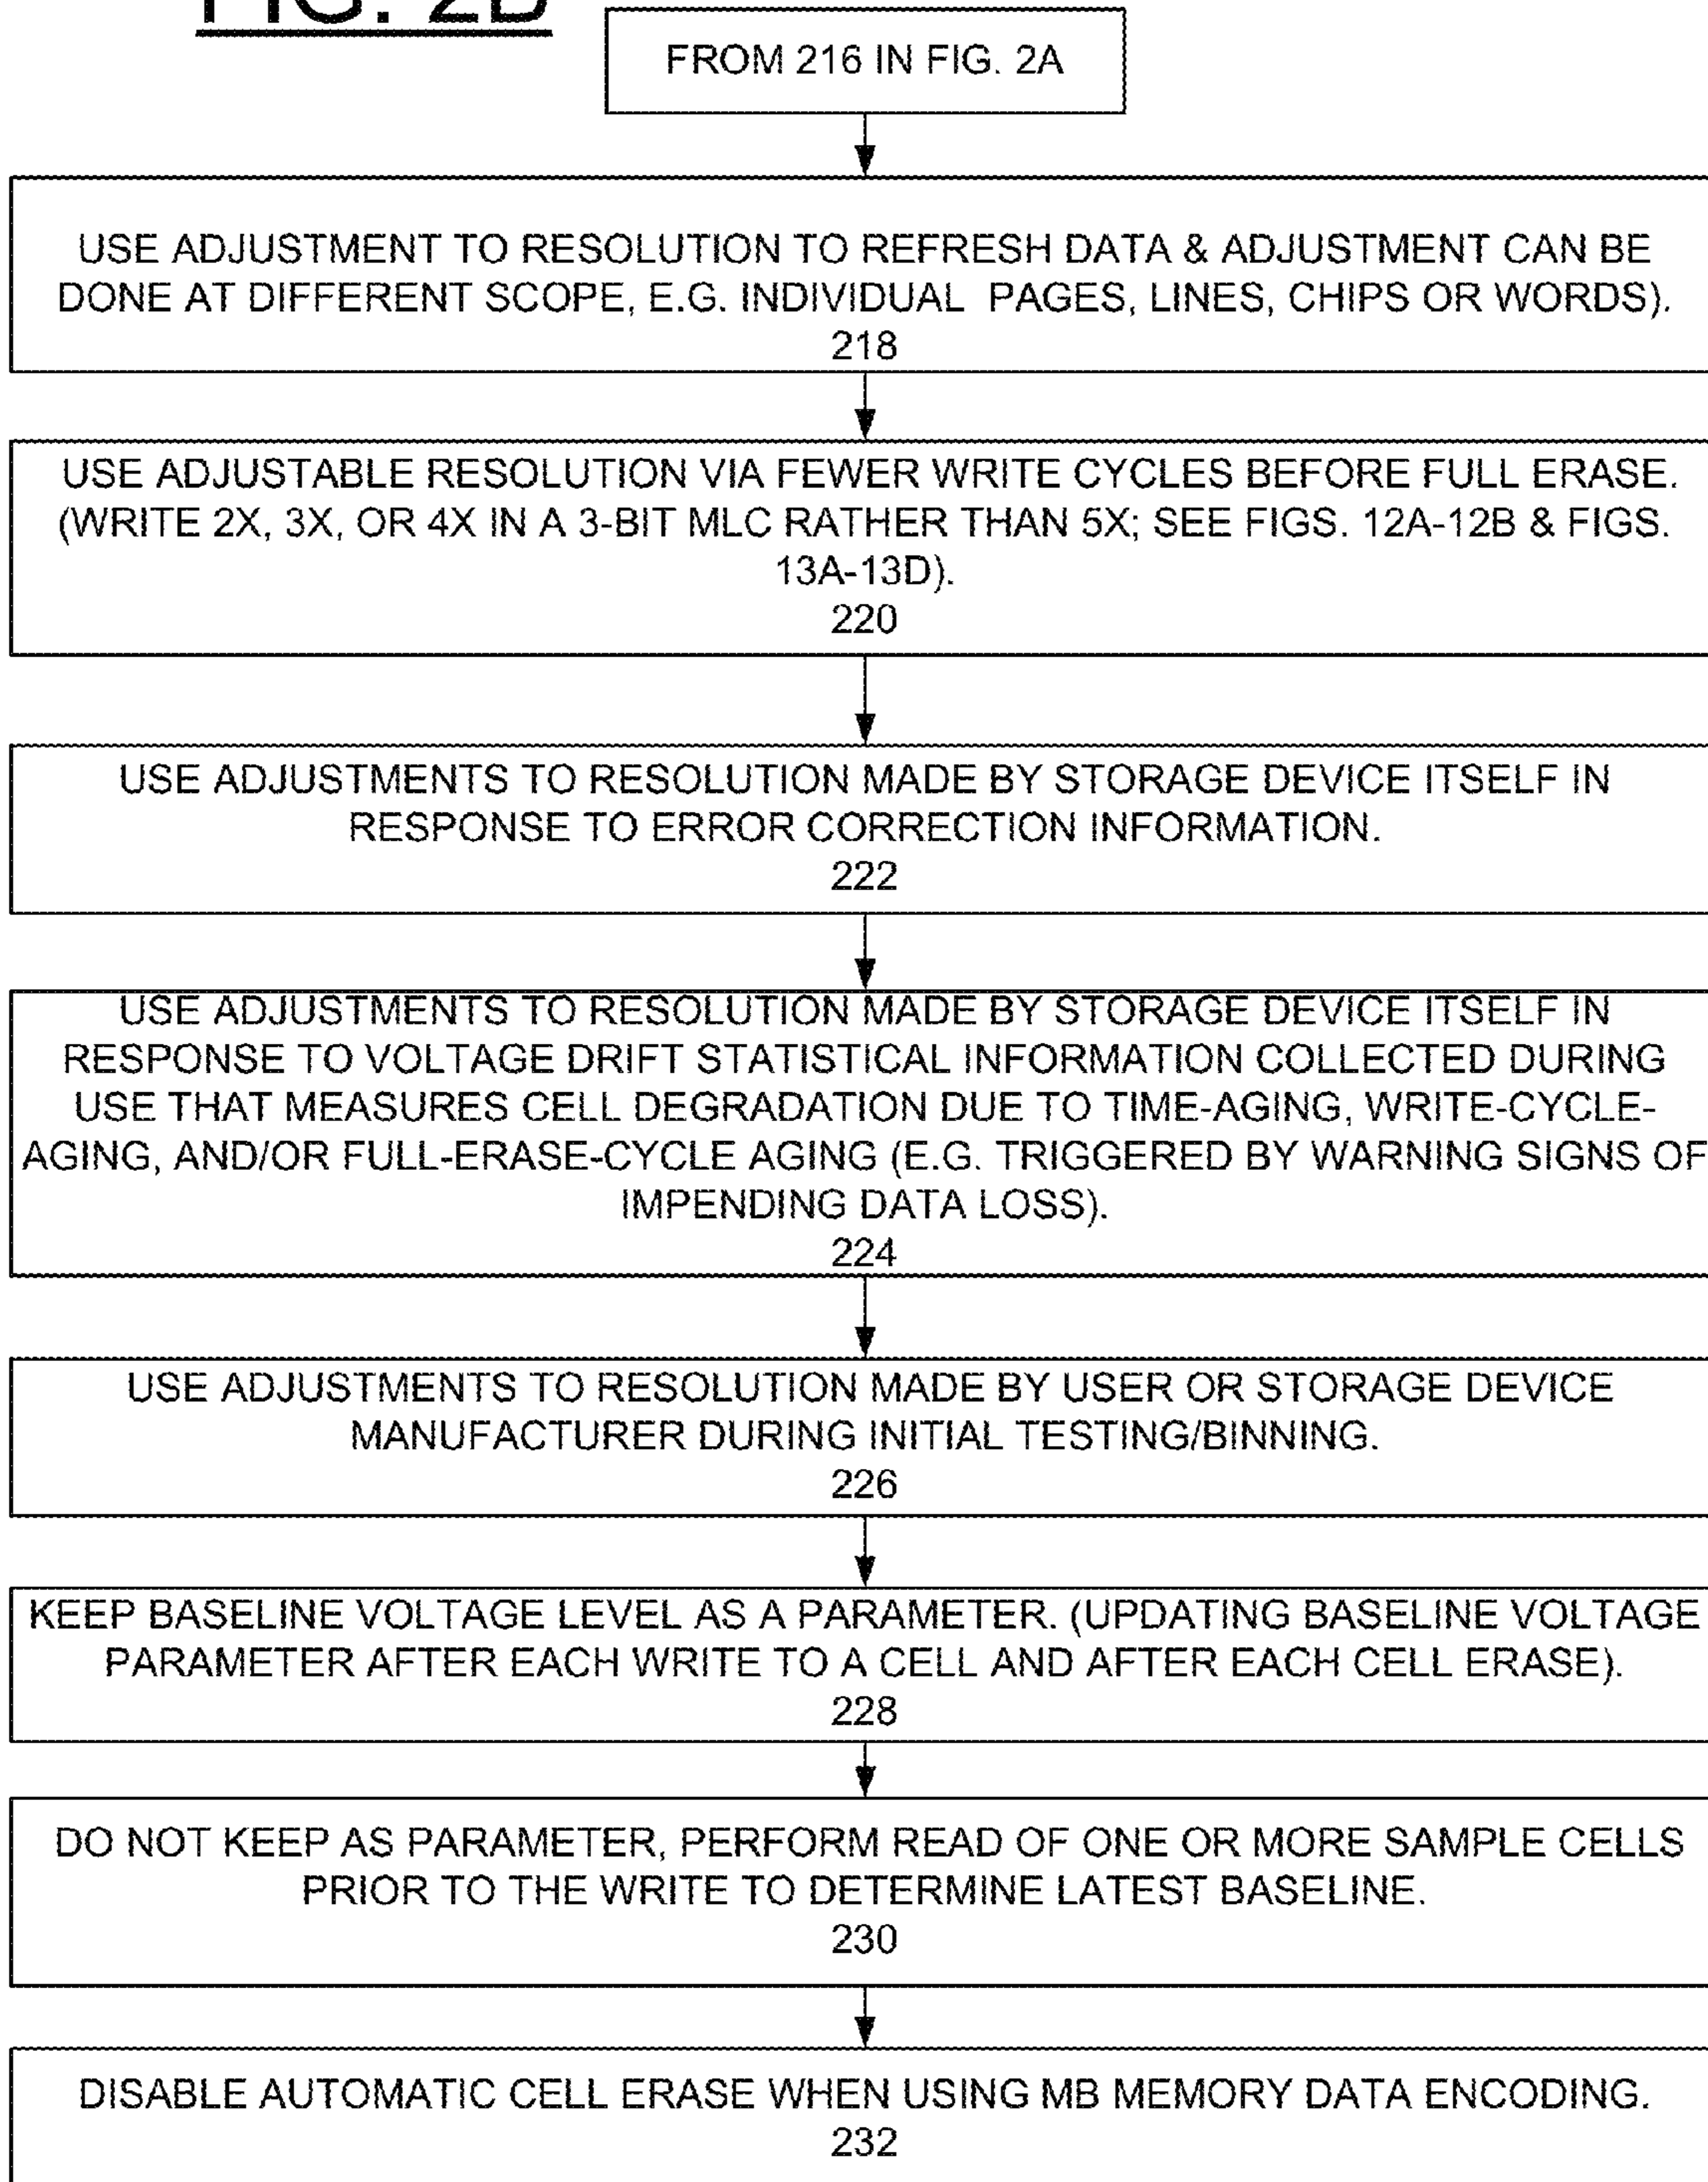 FIG. 2B
FROM 216 IN FIG. 2A
USE ADJUSTMENT TO RESOLUTION TO REFRESH DATA & ADJUSTMENT CAN BE
DONE AT DIFFERENT SCOPE, E.G. INDIVIDUAL PAGES, LINES, CHIPS OR WORDS).
218
USE ADJUSTABLE RESOLUTION VIA FEWER WRITE CYCLES BEFORE FULL ERASE.
(WRITE 2X, 3X, OR 4X IN A 3-BIT MLC RATHER THAN 5X; SEE FIGS. 12A-12B & FIGS.
13A-13D).
220
USE ADJUSTMENTS TO RESOLUTION MADE BY STORAGE DEVICE ITSELF IN
RESPONSE TO ERROR CORRECTION INFORMATION.
222
USE ADJUSTMENTS TO RESOLUTION MADE BY STORAGE DEVICE ITSELF IN
RESPONSE TO VOLTAGE DRIFT STATISTICAL INFORMATION COLLECTED DURING
USE THAT MEASURES CELL DEGRADATION DUE TO TIME-AGING, WRITE-CYCLE-
AGING, AND/OR FULL-ERASE-CYCLE AGING (E.G. TRIGGERED BY WARNING SIGNS OF
IMPENDING DATA LOSS).
224
USE ADJUSTMENTS TO RESOLUTION MADE BY USER OR STORAGE DEVICE
MANUFACTURER DURING INITIAL TESTING/BINNING.
226
KEEP BASELINE VOLTAGE LEVEL AS A PARAMETER. (UPDATING BASELINE VOLTAGE
PARAMETER AFTER EACH WRITE TO A CELL AND AFTER EACH CELL ERASE).
228
DO NOT KEEP AS PARAMETER, PERFORM READ OF ONE OR MORE SAMPLE CELLS
PRIOR TO THE WRITE TO DETERMINE LATEST BASELINE.
230
DISABLE AUTOMATIC CELL ERASE WHEN USING MB MEMORY DATA ENCODING.
232